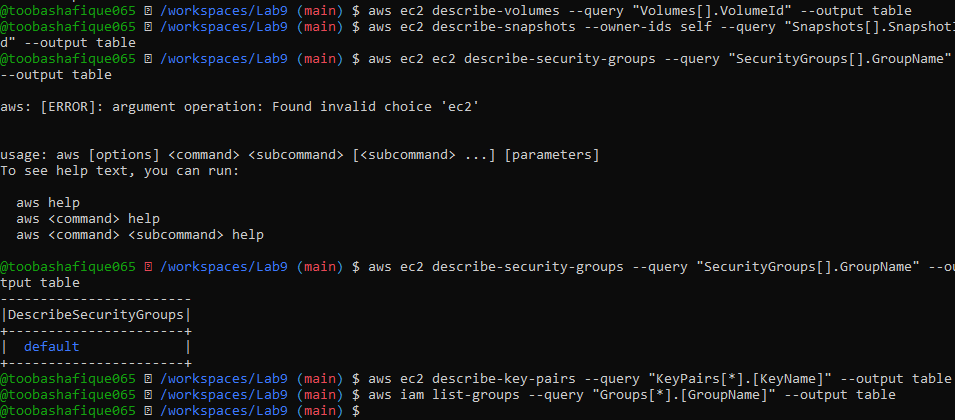 @toobashafique065 /workspaces/Lab9 (main) $ aws ec2 describe-volumes --query "Volumes[].VolumeId" --output table
@toobashafique065 /workspaces/Lab9 (main) $ aws ec2 describe-snapshots --owner-ids self --query "Snapshots[].SnapshotI
d" --output table
@toobashafique065 /workspaces/Lab9 (main) $ aws ec2 ec2 describe-security-groups --query "SecurityGroups[].GroupName"
--output table
aws: [ERROR]: argument operation: Found invalid choice 'ec2'
usage: aws [options] <command> <subcommand> [<subcommand> ...] [parameters]
To see help text, you can run:
aws help
aws <command> help
aws <command> <subcommand> help
@toobashafique065 /workspaces/Lab9 (main) $ aws ec2 describe-security-groups --query "SecurityGroups[].GroupName" --ou
tput table
-----------------------
|DescribeSecurityGroups|
+----------------------+
| default |
+----------------------+
@toobashafique065 /workspaces/Lab9 (main) $ aws ec2 describe-key-pairs --query "KeyPairs[*].[KeyName]" --output table
@toobashafique065 /workspaces/Lab9 (main) $ aws iam list-groups --query "Groups[*].[GroupName]" --output table
@toobashafique065 /workspaces/Lab9 (main) $